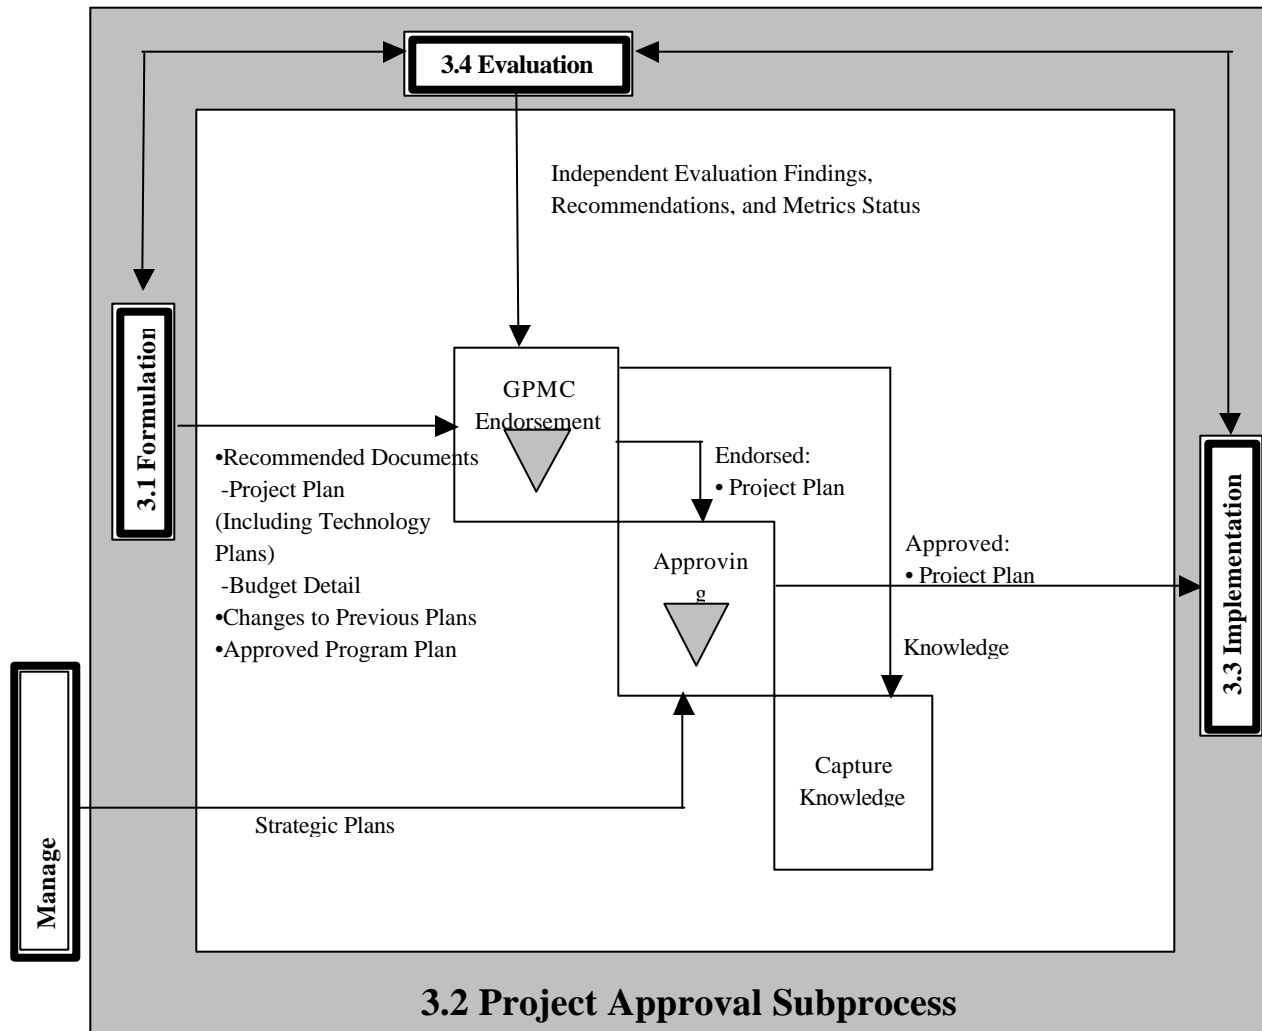 3.4 Evaluation
Independent Evaluation Findings,
Recommendations, and Metrics Status
3.1 Formulation
GPMC
Endorsement
•Recommended Documents
-Project Plan
(Including Technology
Plans)
-Budget Detail
•Changes to Previous Plans
•Approved Program Plan
Endorsed:
• Project Plan
Approvin
g
Approved:
• Project Plan
3.3 Implementation
Knowledge
Capture
Knowledge
Strategic Plans
Manage
3.2 Project Approval Subprocess